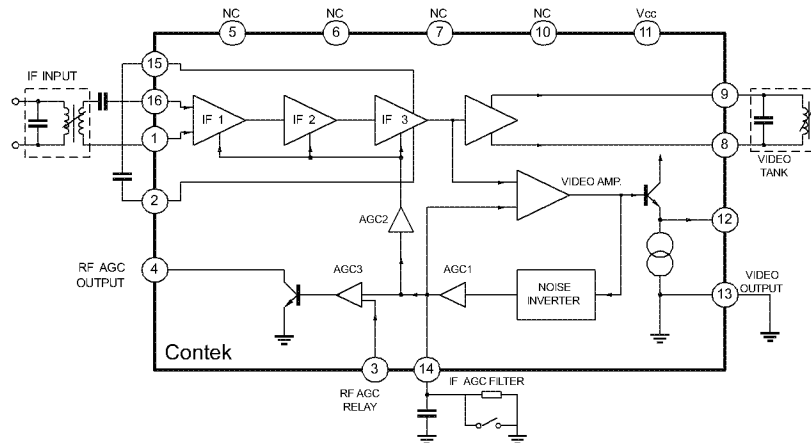 NC
NC
NC
NC
Vcc
5
6
7
10
11
IF INPUT
15
16
1
2
IF 1
IF 2
IF 3
9
8
VIDEO
TANK
VIDEO AMP.
12
AGC2
RF AGC
OUTPUT
4
AGC3
AGC1
NOISE
INVERTER
13
VIDEO
OUTPUT
Contek
3
14
RF AGC
RELAY
IF AGC FILTER